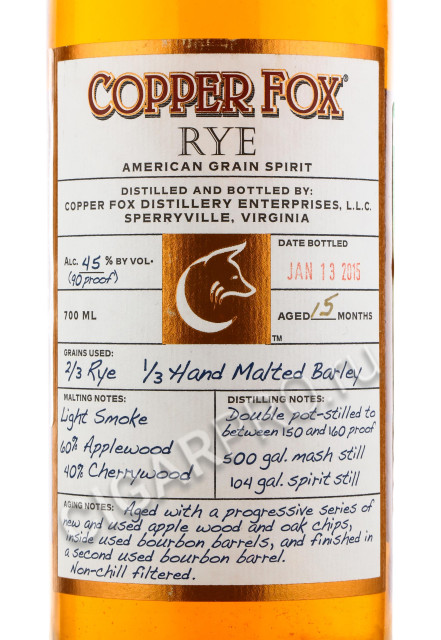 COPPER FOX®
RYE
AMERICAN GRAIN SPIRIT
DISTILLED AND BOTTLED BY:
COPPER FOX DISTILLERY ENTERPRISES, L.L.C.
SPERRYVILLE, VIRGINIA
ALC. 45 % BY VOL.
(90 proof)
DATE BOTTLED
JAN 13 2015
700 ML
AGED 15 MONTHS
TM
GRAINS USED:
2/3 Rye 1/3 Hand Malted Barley
MALTING NOTES:
Light Smoke
60% Applewood
40% Cherrywood
DISTILLING NOTES:
Double pot-stilled to
between 150 and 160 proof
500 gal. mash still
104 gal. spirit still
AGING NOTES: Aged with a progressive series of
new and used apple wood and oak chips,
inside used bourbon barrels, and finished in
a second used bourbon barrel.
Non-chill filtered.